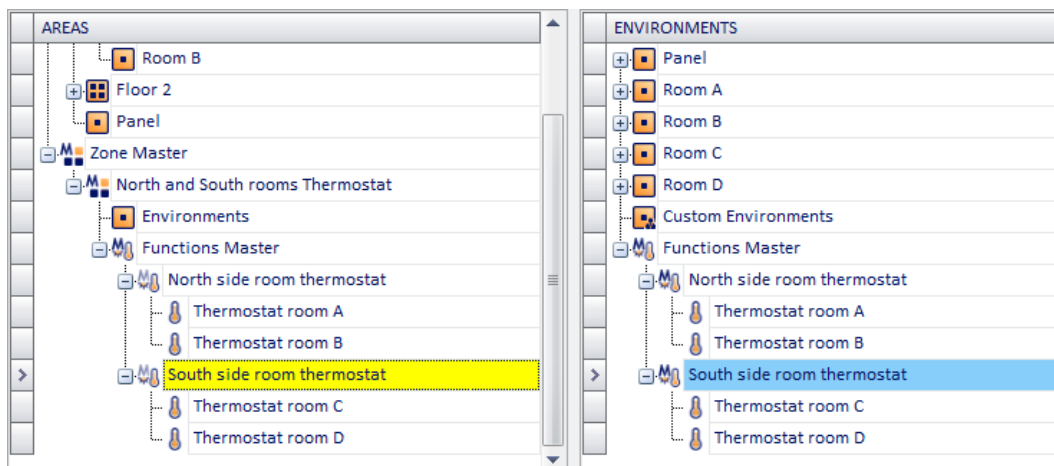 AREAS
Room B
Floor 2
Panel
Zone Master
North and South rooms Thermostat
Environments
Functions Master
North side room thermostat
Thermostat room A
Thermostat room B
South side room thermostat
Thermostat room C
Thermostat room D
ENVIRONMENTS
Panel
Room A
Room B
Room C
Room D
Custom Environments
Functions Master
North side room thermostat
Thermostat room A
Thermostat room B
South side room thermostat
Thermostat room C
Thermostat room D